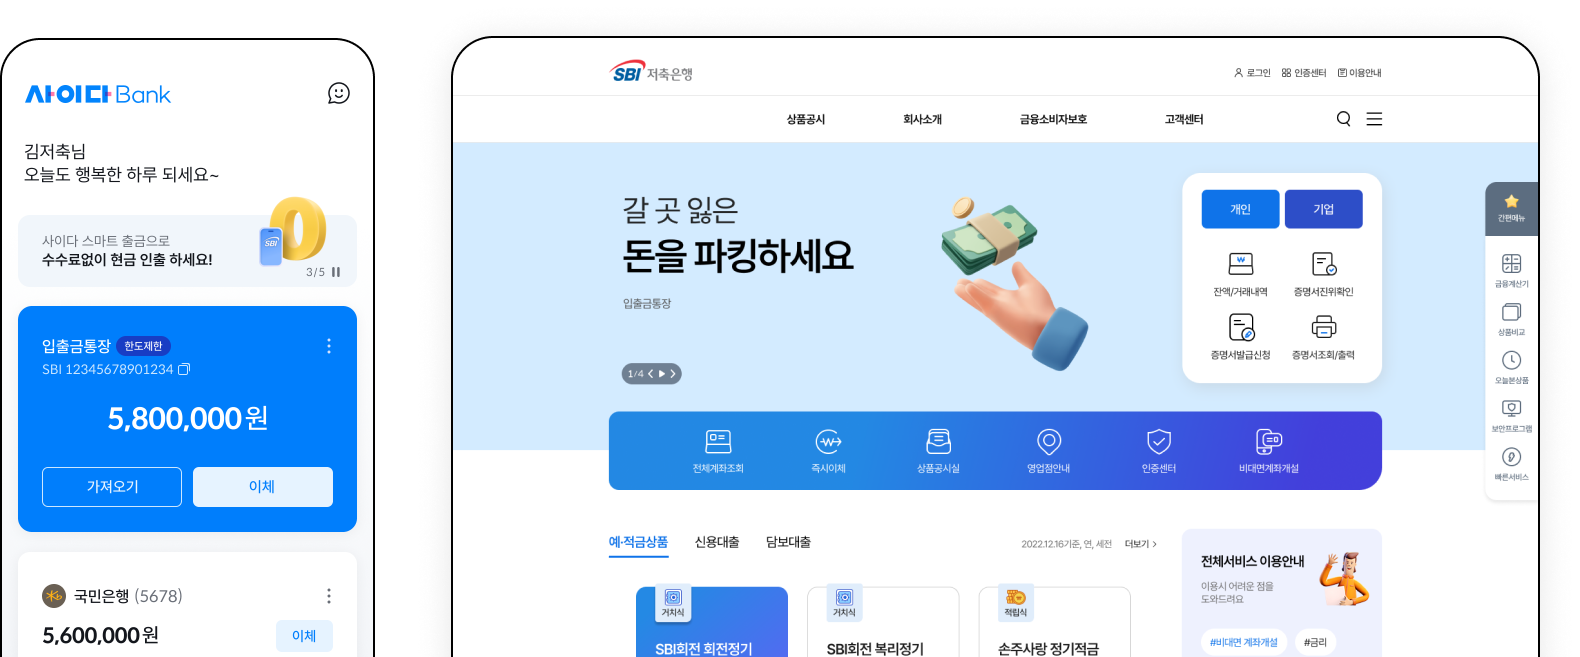 사이다Bank
김저축님
오늘도 행복한 하루 되세요~
사이다 스마트 출금으로
수수료없이 현금 인출 하세요!
SBI
3/5
입출금통장 한도제한
SBI 12345678901234
5,800,000원
가져오기 이체
국민은행 (5678)
5,600,000원 이체
SBI 저축은행
로그인 인증센터 이용안내
상품공시 회사소개 금융소비자보호 고객센터
갈 곳 잃은
돈을 파킹하세요
입출금통장
1/4
개인 기업
잔액/거래내역 증명서진위확인
증명서발급신청 증명서조회/출력
간편메뉴
금융계산기
상품비교
오늘본상품
보안프로그램
빠른서비스
전체계좌조회 즉시이체 상품공시실 영업점안내 인증센터 비대면계좌개설
예·적금상품 신용대출 담보대출
2022.12.16기준, 연, 세전 더보기 >
거치식
SBI회전 회전정기
거치식
SBI회전 복리정기
적립식
손주사랑 정기적금
전체서비스 이용안내
이용시 어려운 점을
도와드려요
#비대면 계좌개설 #금리